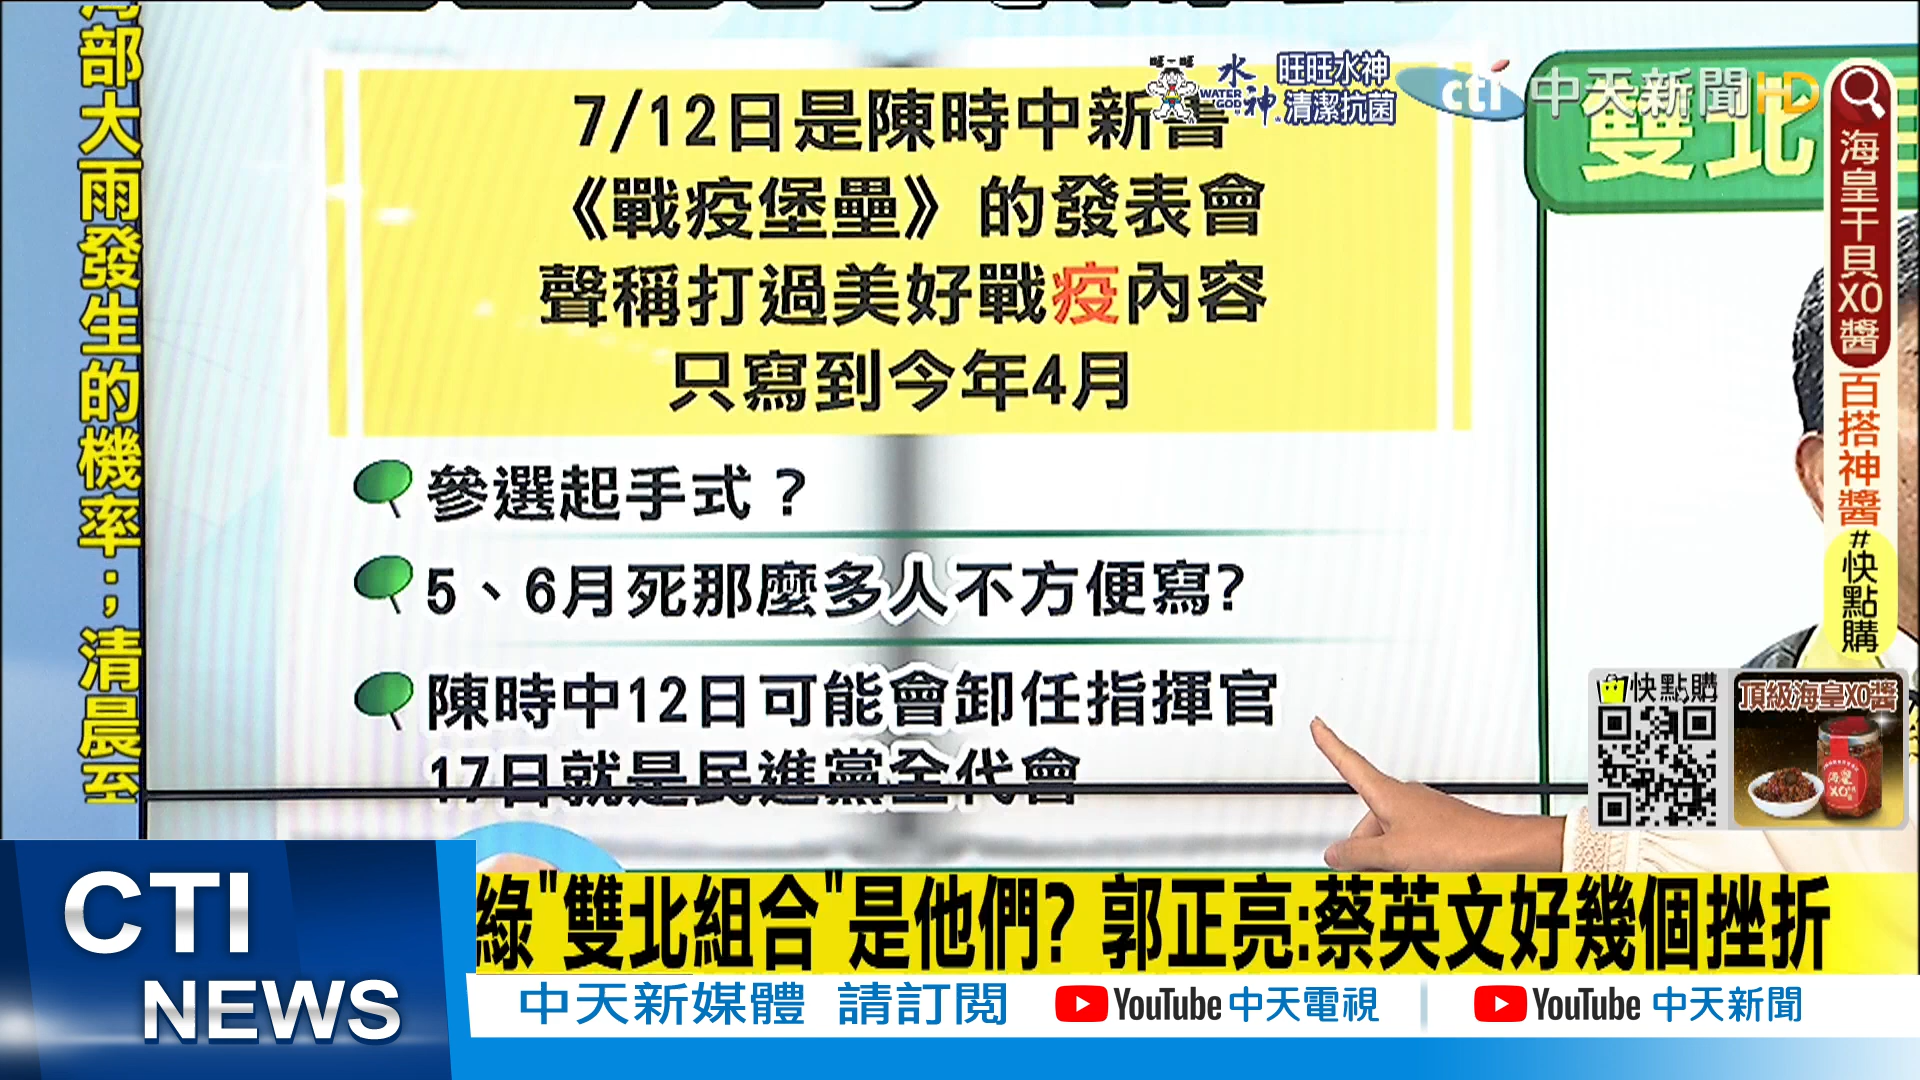 部大雨發生的機率；清晨至
7/12日是陳時中新書
《戰疫堡壘》的發表會
聲稱打過美好戰疫內容
只寫到今年4月
參選起手式？
5、6月死那麼多人不方便寫?
陳時中12日可能會卸任指揮官
17日就是民進黨全代會
旺旺
水神
WATER GOD
旺旺水神
清潔抗菌
cti 中天新聞HD
雙北
海皇干貝XO醬
百搭神醬
#快點購
快點購
頂級海皇XO醬
CTI
NEWS
綠"雙北組合"是他們? 郭正亮:蔡英文好幾個挫折
中天新媒體 請訂閱 YouTube 中天電視 | YouTube 中天新聞